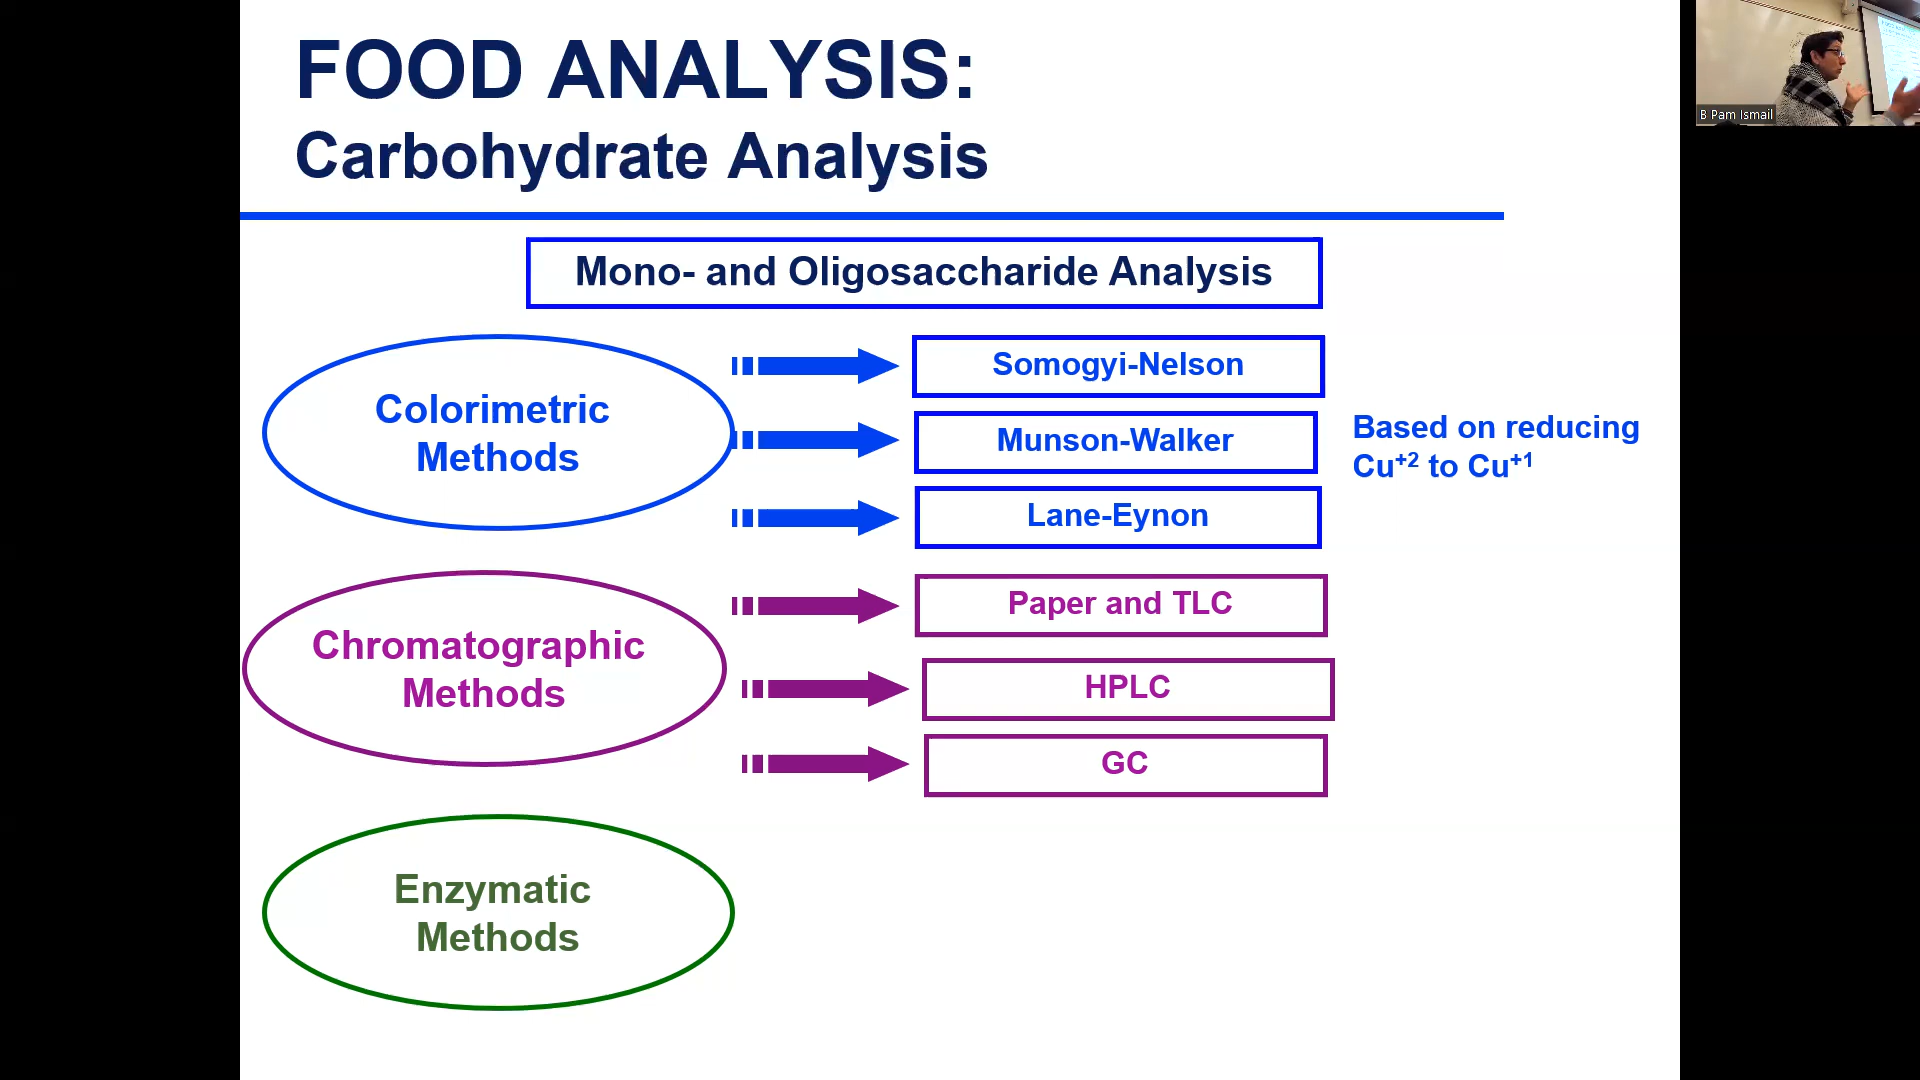 FOOD ANALYSIS:
Carbohydrate Analysis
Mono- and Oligosaccharide Analysis
Colorimetric
Methods
Somogyi-Nelson
Munson-Walker
Lane-Eynon
Based on reducing
Cu+2 to Cu+1
Chromatographic
Methods
Paper and TLC
HPLC
GC
Enzymatic
Methods
B Pam Ismail